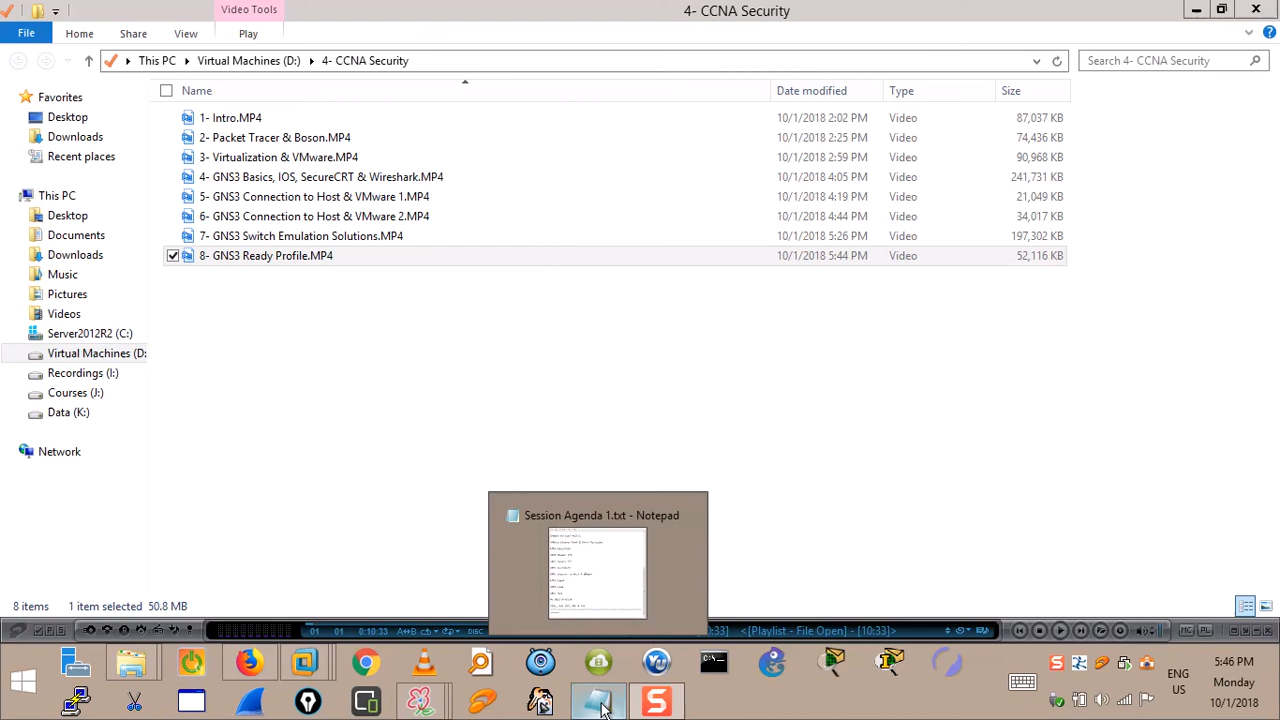 Video Tools
4- CCNA Security
File
Home
Share
View
Play
This PC
Virtual Machines (D:)
4- CCNA Security
Search 4- CCNA Security
Name
Date modified
Type
Size
1- Intro.MP4 10/1/2018 2:02 PM Video 87,037 KB
2- Packet Tracer & Boson.MP4 10/1/2018 2:25 PM Video 74,436 KB
3- Virtualization & VMware.MP4 10/1/2018 2:59 PM Video 90,968 KB
4- GNS3 Basics, IOS, SecureCRT & Wireshark.MP4 10/1/2018 4:05 PM Video 241,731 KB
5- GNS3 Connection to Host & VMware 1.MP4 10/1/2018 4:19 PM Video 21,049 KB
6- GNS3 Connection to Host & VMware 2.MP4 10/1/2018 4:44 PM Video 34,017 KB
7- GNS3 Switch Emulation Solutions.MP4 10/1/2018 5:26 PM Video 197,302 KB
8- GNS3 Ready Profile.MP4 10/1/2018 5:44 PM Video 52,116 KB
Favorites
Desktop
Downloads
Recent places
This PC
Desktop
Documents
Downloads
Music
Pictures
Videos
Server2012R2 (C:)
Virtual Machines (D:
Recordings (I:)
Courses (J:)
Data (K:)
Network
Session Agenda 1.txt - Notepad
8 items 1 item selected 50.8 MB
01 01 0:10:33 A↔B DISC :33] <[Playlist - File Open] - [10:33]> MC PL
ENG
US
5:46 PM
Monday
10/1/2018